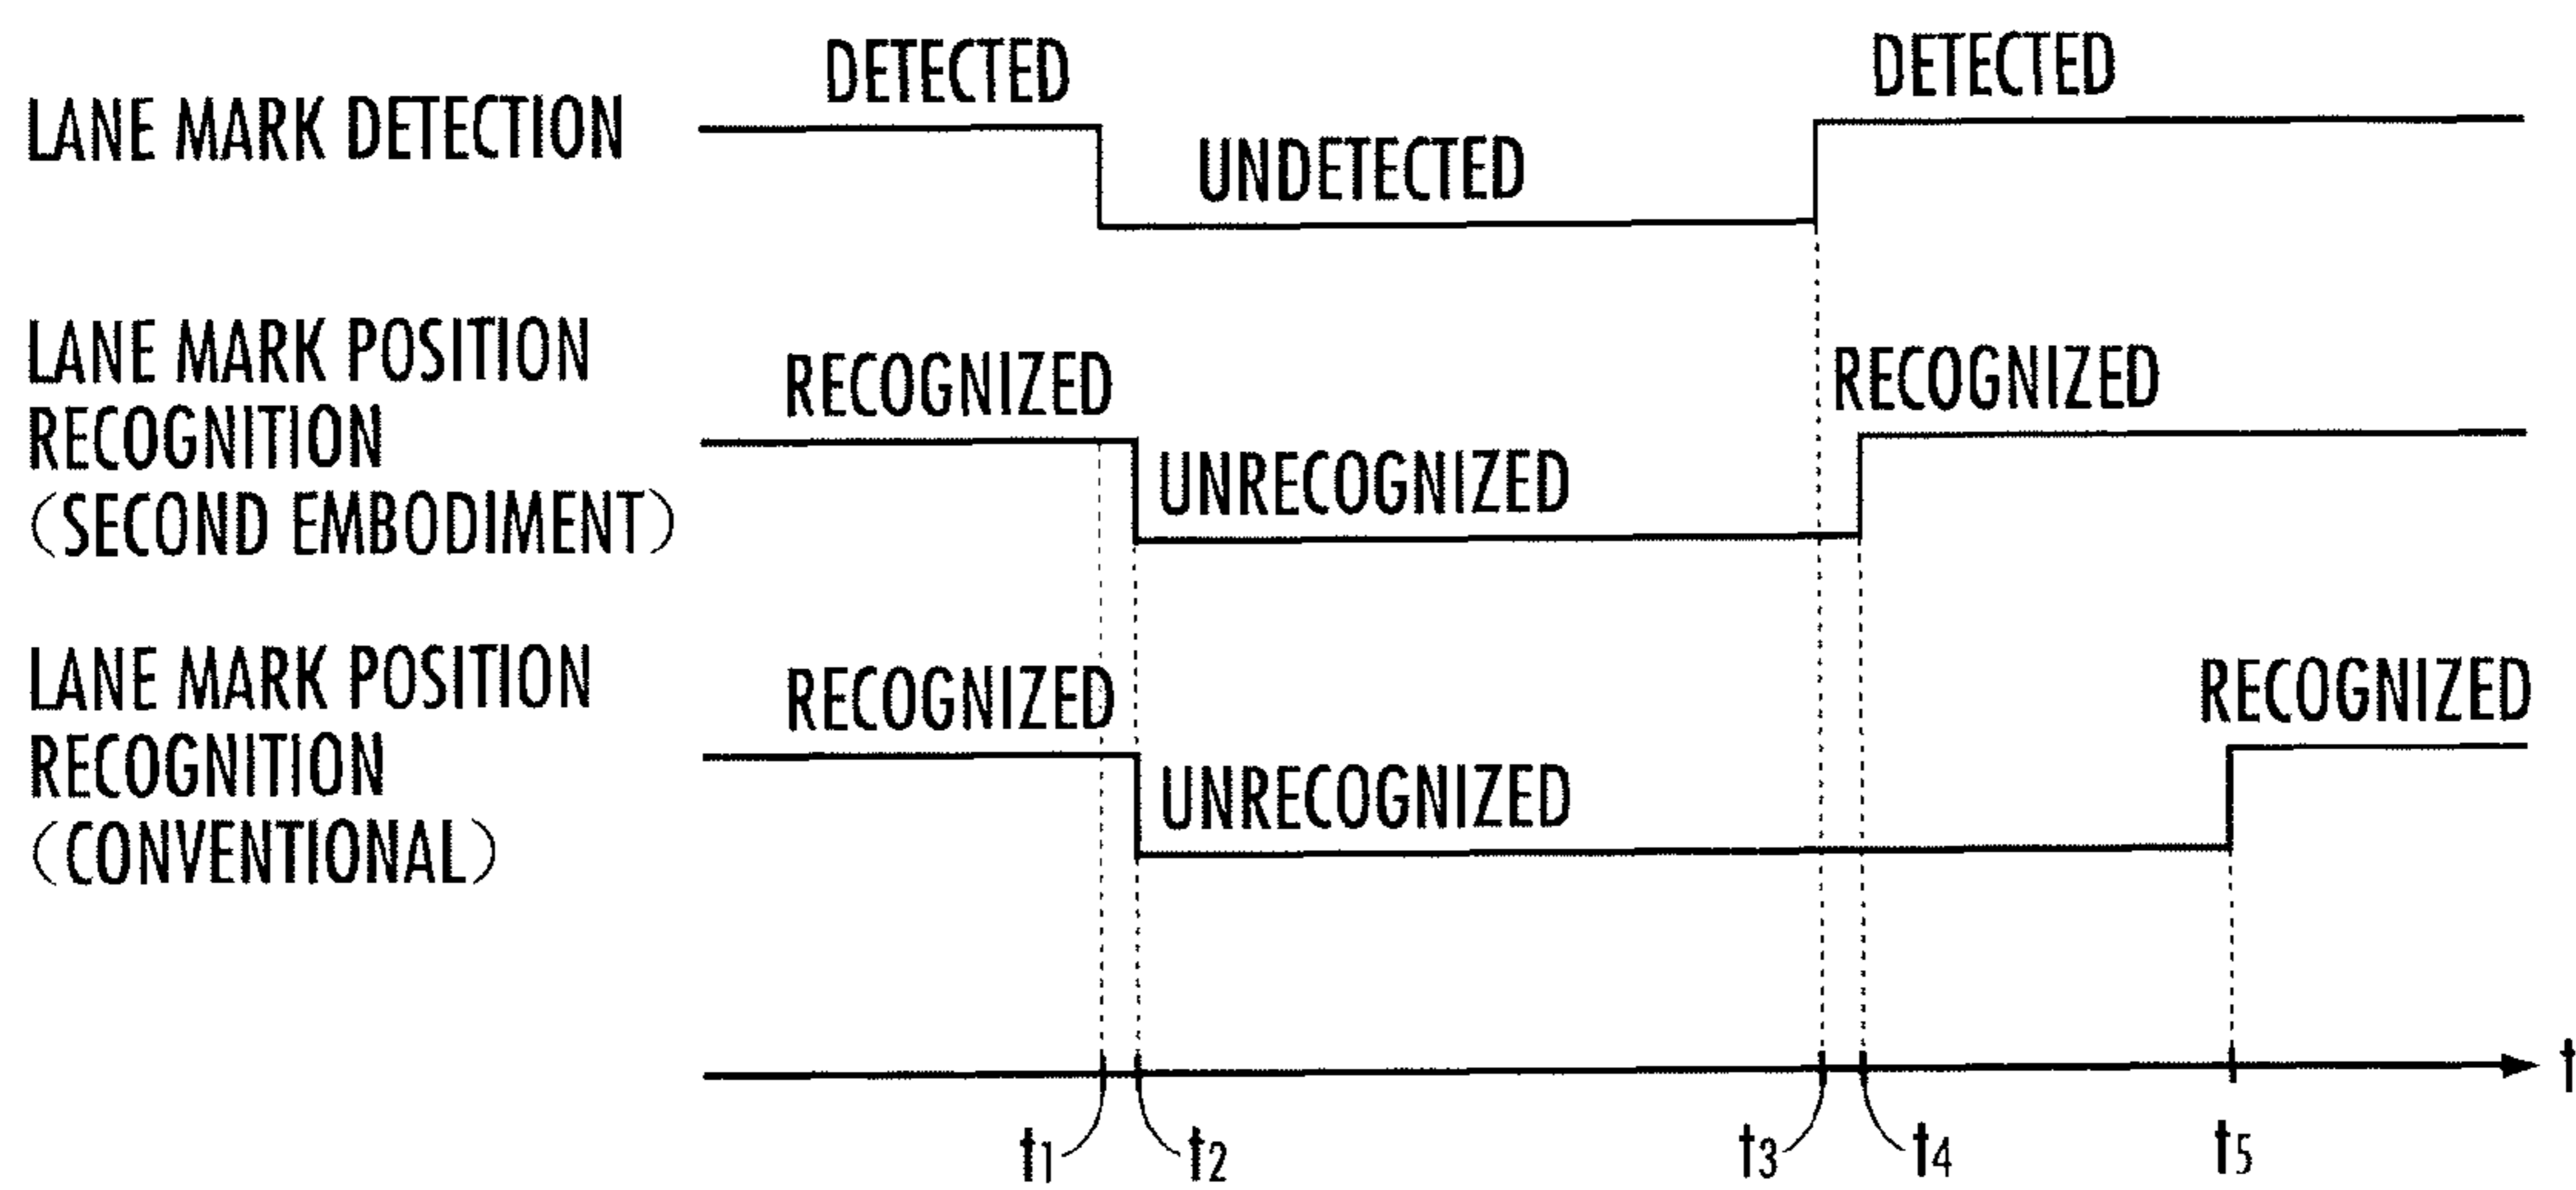 DETECTED
DETECTED
LANE MARK DETECTION
UNDETECTED
LANE MARK POSITION
RECOGNITION
(SECOND EMBODIMENT)
RECOGNIZED
RECOGNIZED
UNRECOGNIZED
LANE MARK POSITION
RECOGNITION
(CONVENTIONAL)
RECOGNIZED
RECOGNIZED
UNRECOGNIZED
t
t1
t2
t3
t4
t5